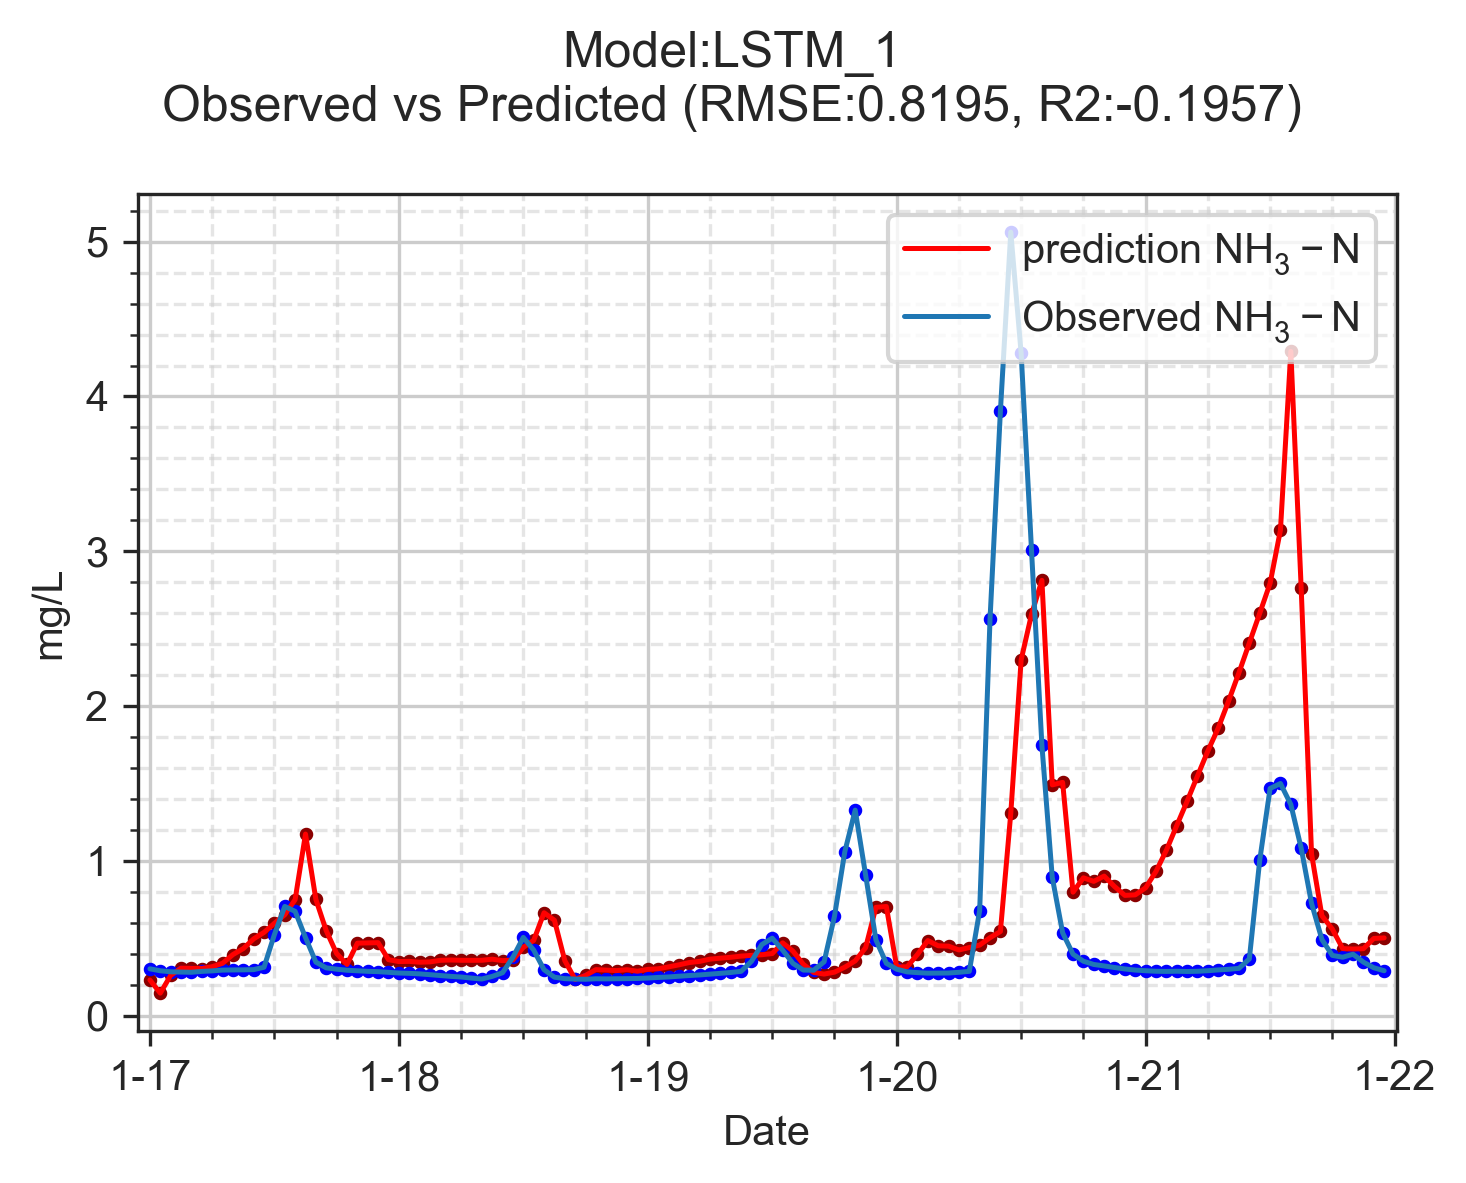 Model:LSTM_1
Observed vs Predicted (RMSE:0.8195, R2:-0.1957)
prediction NH₃ − N
Observed NH₃ − N
5
4
3
2
1
0
mg/L
1-17 1-18 1-19 1-20 1-21 1-22
Date